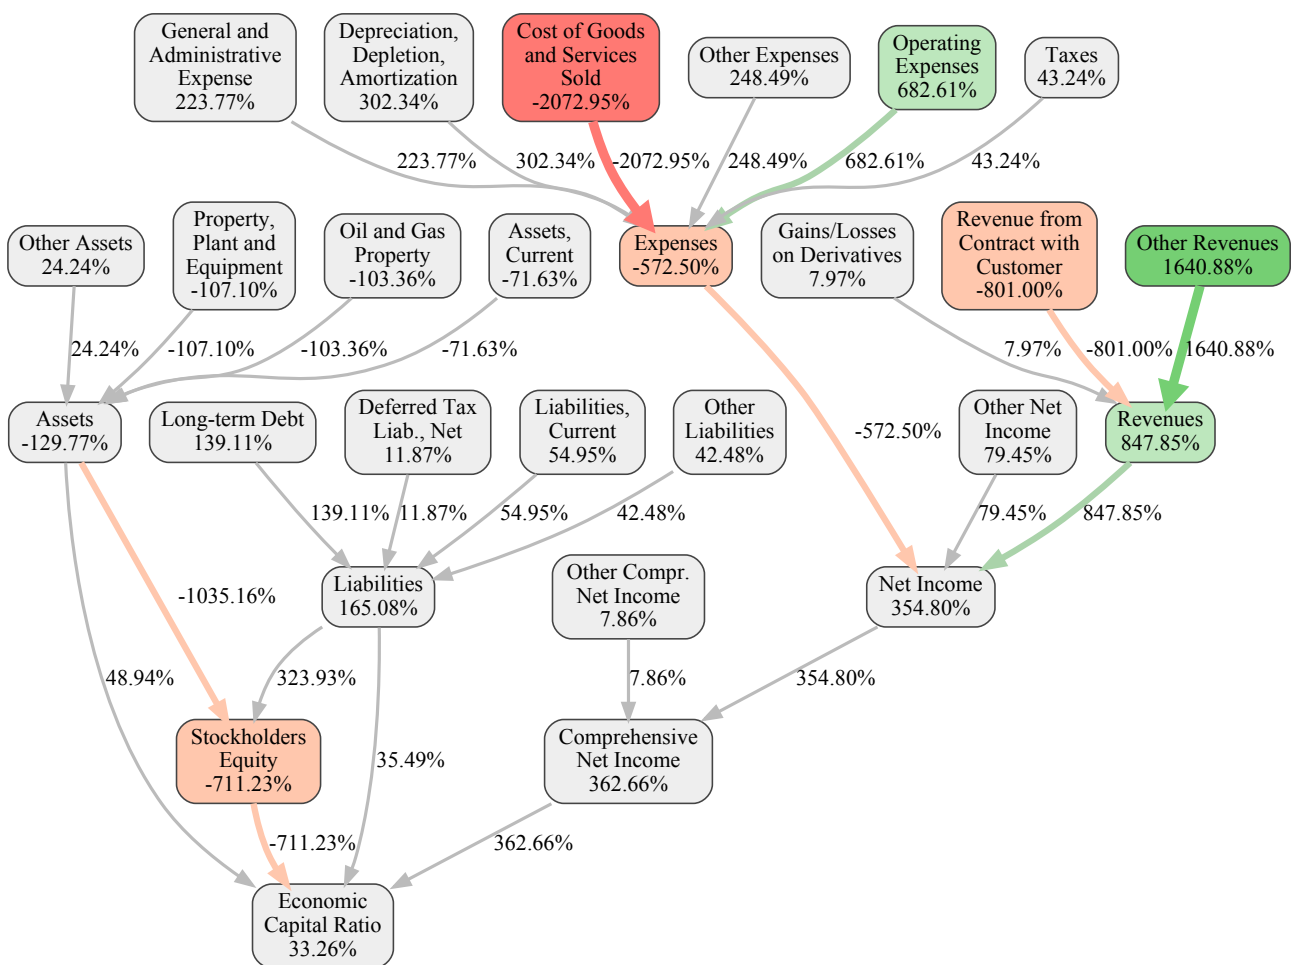 General and
Administrative
Expense
223.77%
Depreciation,
Depletion,
Amortization
302.34%
Cost of Goods
and Services
Sold
-2072.95%
Other Expenses
248.49%
Operating
Expenses
682.61%
Taxes
43.24%
223.77%
302.34%
-2072.95%
248.49%
682.61%
43.24%
Other Assets
24.24%
Property,
Plant and
Equipment
-107.10%
Oil and Gas
Property
-103.36%
Assets,
Current
-71.63%
Expenses
-572.50%
Gains/Losses
on Derivatives
7.97%
Revenue from
Contract with
Customer
-801.00%
Other Revenues
1640.88%
24.24%
-107.10%
-103.36%
-71.63%
7.97%
-801.00%
1640.88%
Assets
-129.77%
Long-term Debt
139.11%
Deferred Tax
Liab., Net
11.87%
Liabilities,
Current
54.95%
Other
Liabilities
42.48%
-572.50%
Other Net
Income
79.45%
Revenues
847.85%
139.11%
11.87%
54.95%
42.48%
79.45%
847.85%
-1035.16%
Liabilities
165.08%
Other Compr.
Net Income
7.86%
Net Income
354.80%
48.94%
323.93%
7.86%
354.80%
Stockholders
Equity
-711.23%
35.49%
Comprehensive
Net Income
362.66%
-711.23%
362.66%
Economic
Capital Ratio
33.26%